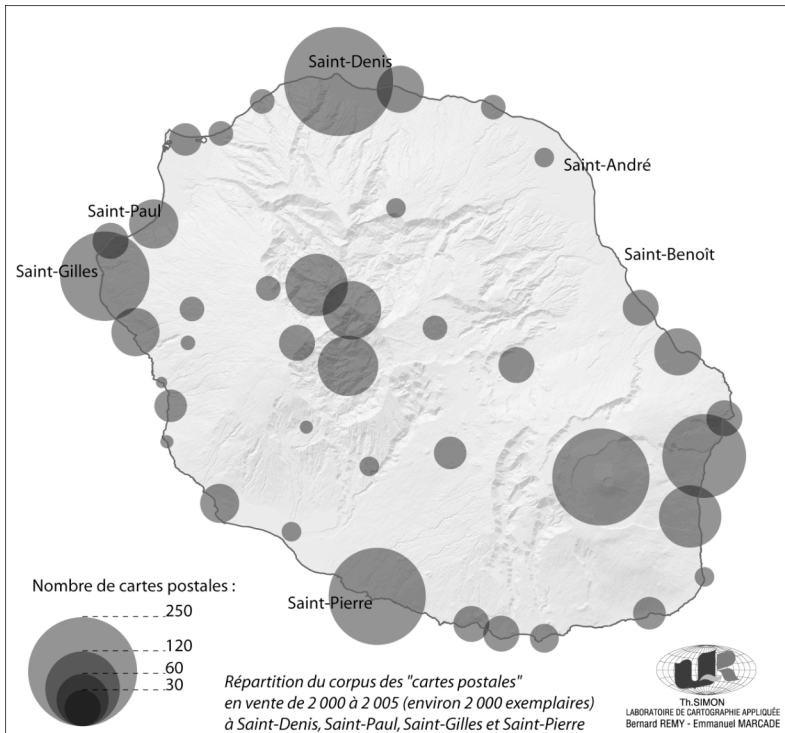 Saint-Denis
Saint-André
Saint-Paul
Saint-Benoît
Saint-Gilles
Saint-Pierre
Nombre de cartes postales :
250
120
60
30
Répartition du corpus des "cartes postales"
en vente de 2 000 à 2 005 (environ 2 000 exemplaires)
à Saint-Denis, Saint-Paul, Saint-Gilles et Saint-Pierre
UR
Th.SIMON
LABORATOIRE DE CARTOGRAPHIE APPLIQUÉE
Bernard REMY - Emmanuel MARCADE